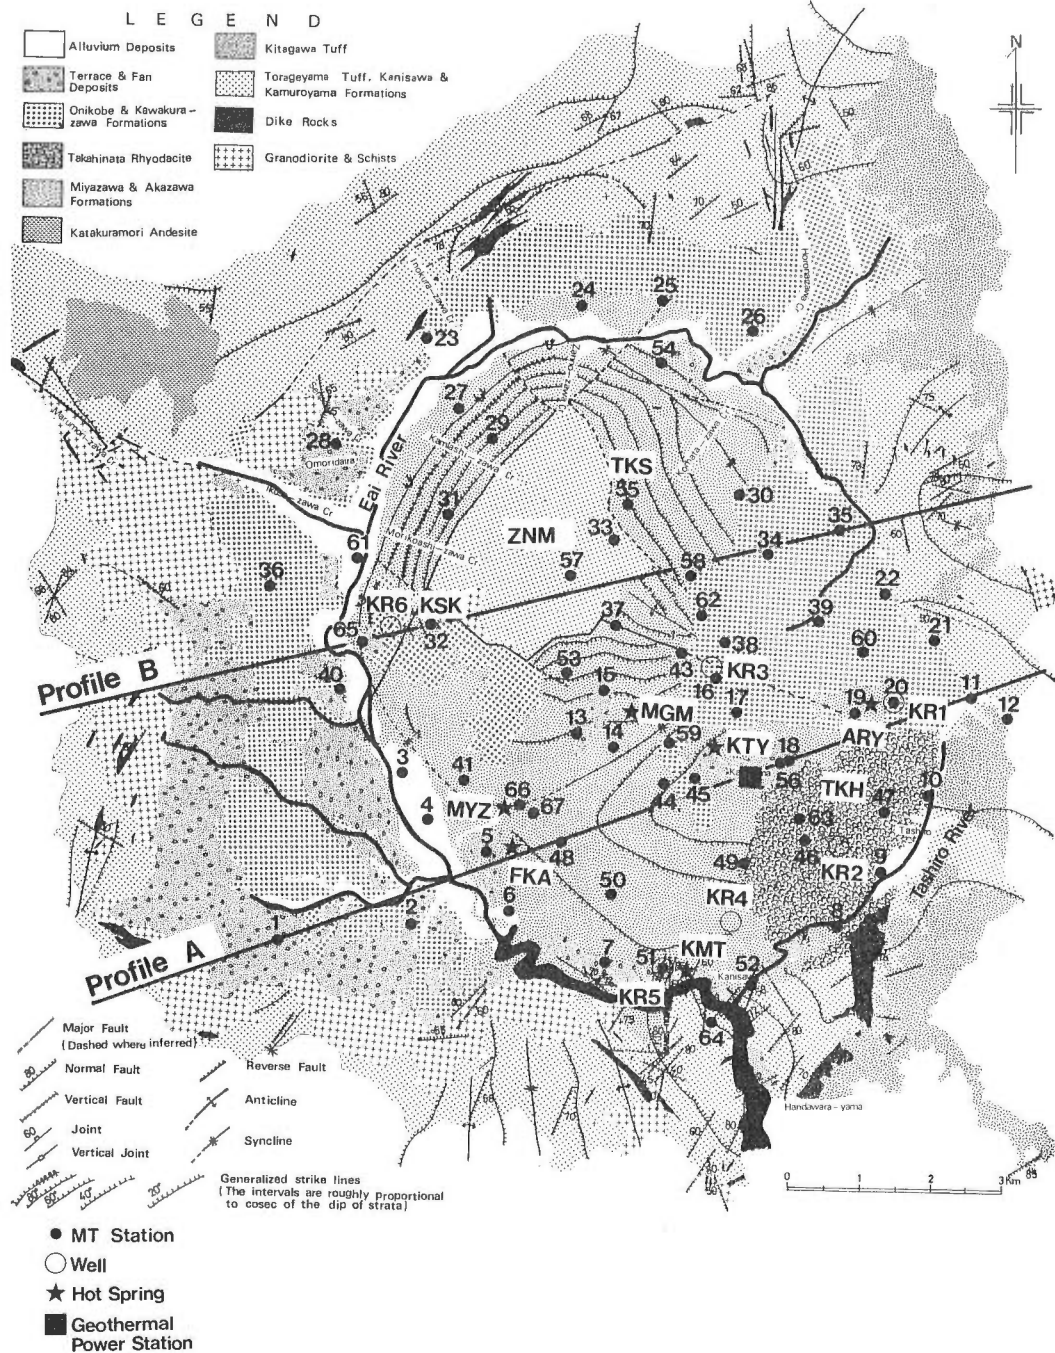 L E G E N D
Alluvium Deposits
Terrace & Fan
Deposits
Onikobe & Kawakura-
zawa Formations
Takahinata Rhyodacite
Miyazawa & Akazawa
Formations
Katakuramori Andesite
Kitagawa Tuff
Torageyama Tuff. Kanisawa &
Kamuroyama Formations
Dike Rocks
Granodiorite & Schists
N
23
24
25
26
54
27
29
28
Omoridaira
Eai River
TKS
55
30
31
ZNM
33
35
34
61
57
58
22
36
KR6
KSK
37
62
39
65
32
38
60
21
Profile B
40
53
43
KR3
15
16
MGM
17
19
20
KR1
11
12
13
14
59
KTY
ARY
18
56
3
41
44
45
TKH
10
66
MYZ
67
47
63
4
5
46
Tashiro River
48
49
KR2
9
FKA
50
KR4
6
8
2
1
Profile A
7
51
KMT
52
Kanisawa
KR5
64
Handawara-yama
Major Fault
(Dashed where inferred)
80
Normal Fault
Vertical Fault
60
Joint
Vertical Joint
Reverse Fault
Anticline
Syncline
80°
60°
40°
20°
Generalized strike lines
(The intervals are roughly proportional
to cosec of the dip of strata)
0 1 2 3 Km
MT Station
Well
Hot Spring
Geothermal
Power Station